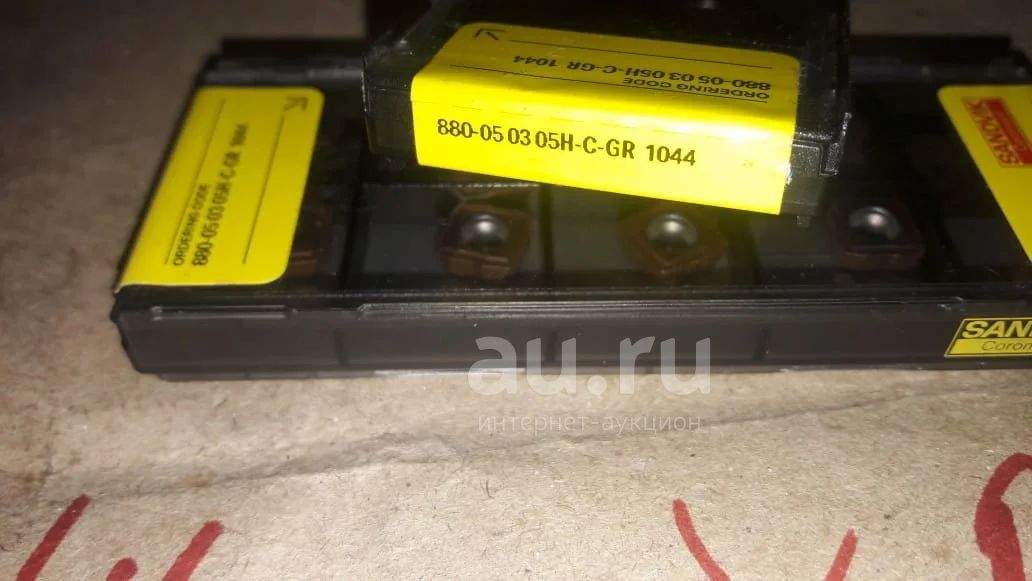 ORDERING CODE
880-05 03 05H-C-GR 1044
880-05 03 05H-C-GR 1044
ORDERING CODE
880-05 03 05H-C-GR 1044
SANDVIK
au.ru
интернет-аукцион